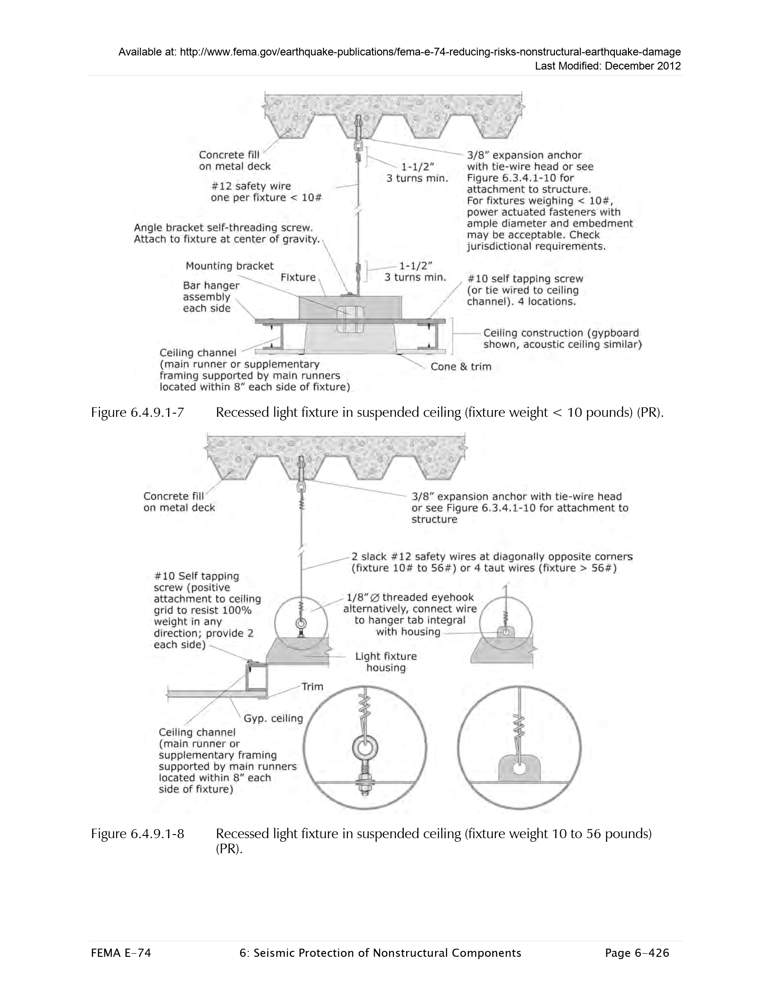 Available at: http://www.fema.gov/earthquake-publications/fema-e-74-reducing-risks-nonstructural-earthquake-damage
Last Modified: December 2012
Concrete fill
on metal deck
#12 safety wire
one per fixture < 10#
1-1/2"
3 turns min.
3/8" expansion anchor
with tie-wire head or see
Figure 6.3.4.1-10 for
attachment to structure.
For fixtures weighing < 10#,
power actuated fasteners with
ample diameter and embedment
may be acceptable. Check
jurisdictional requirements.
Angle bracket self-threading screw.
Attach to fixture at center of gravity.
Mounting bracket
Fixture
Bar hanger
assembly
each side
1-1/2"
3 turns min.
#10 self tapping screw
(or tie wired to ceiling
channel). 4 locations.
Ceiling construction (gypboard
shown, acoustic ceiling similar)
Ceiling channel
(main runner or supplementary
framing supported by main runners
located within 8" each side of fixture)
Cone & trim
Figure 6.4.9.1-7 Recessed light fixture in suspended ceiling (fixture weight < 10 pounds) (PR).
Concrete fill
on metal deck
3/8" expansion anchor with tie-wire head
or see Figure 6.3.4.1-10 for attachment to
structure
2 slack #12 safety wires at diagonally opposite corners
(fixture 10# to 56#) or 4 taut wires (fixture > 56#)
#10 Self tapping
screw (positive
attachment to ceiling
grid to resist 100%
weight in any
direction; provide 2
each side)
1/8" Ø threaded eyehook
alternatively, connect wire
to hanger tab integral
with housing
Light fixture
housing
Trim
Gyp. ceiling
Ceiling channel
(main runner or
supplementary framing
supported by main runners
located within 8" each
side of fixture)
Figure 6.4.9.1-8 Recessed light fixture in suspended ceiling (fixture weight 10 to 56 pounds)
(PR).
FEMA E-74 6: Seismic Protection of Nonstructural Components Page 6-426